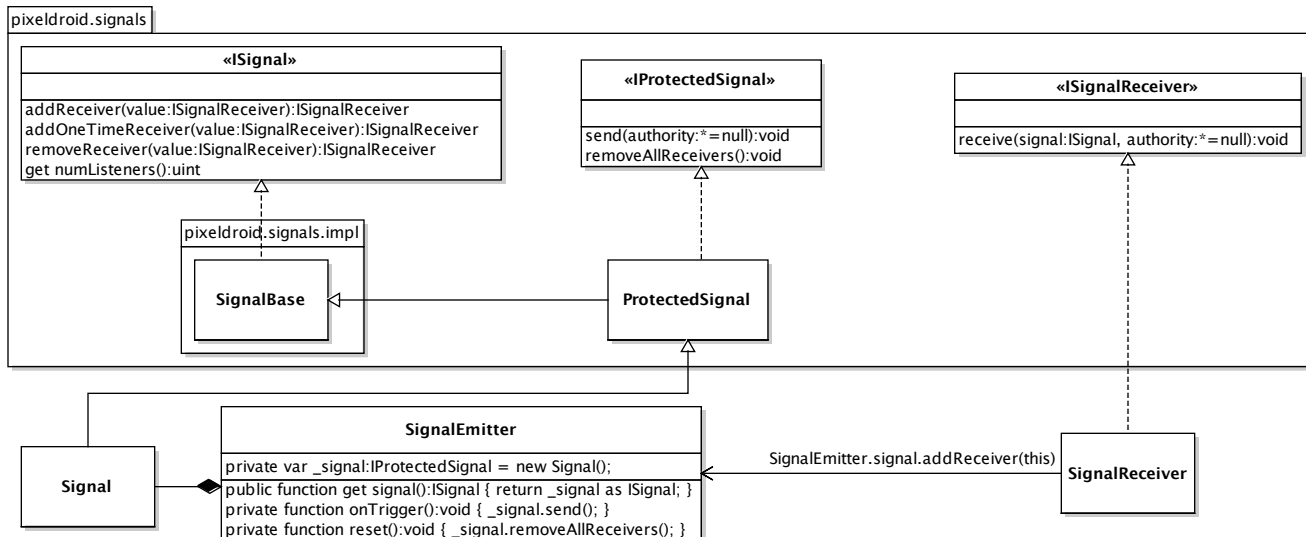 pixeldroid.signals
«ISignal»
addReceiver(value:ISignalReceiver):ISignalReceiver
addOneTimeReceiver(value:ISignalReceiver):ISignalReceiver
removeReceiver(value:ISignalReceiver):ISignalReceiver
get numListeners():uint
«IProtectedSignal»
send(authority:*=null):void
removeAllReceivers():void
«ISignalReceiver»
receive(signal:ISignal, authority:*=null):void
pixeldroid.signals.impl
SignalBase
ProtectedSignal
Signal
SignalEmitter
private var _signal:IProtectedSignal = new Signal();
public function get signal():ISignal { return _signal as ISignal; }
private function onTrigger():void { _signal.send(); }
private function reset():void { _signal.removeAllReceivers(); }
SignalEmitter.signal.addReceiver(this)
SignalReceiver